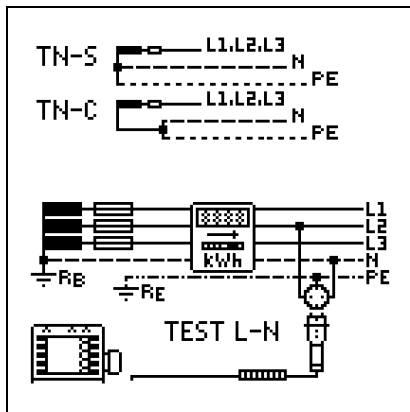 TN-S
L1,L2,L3
N
PE
TN-C
L1,L2,L3
N
PE
L1
L2
L3
N
PE
kWh
RB
RE
TEST L-N